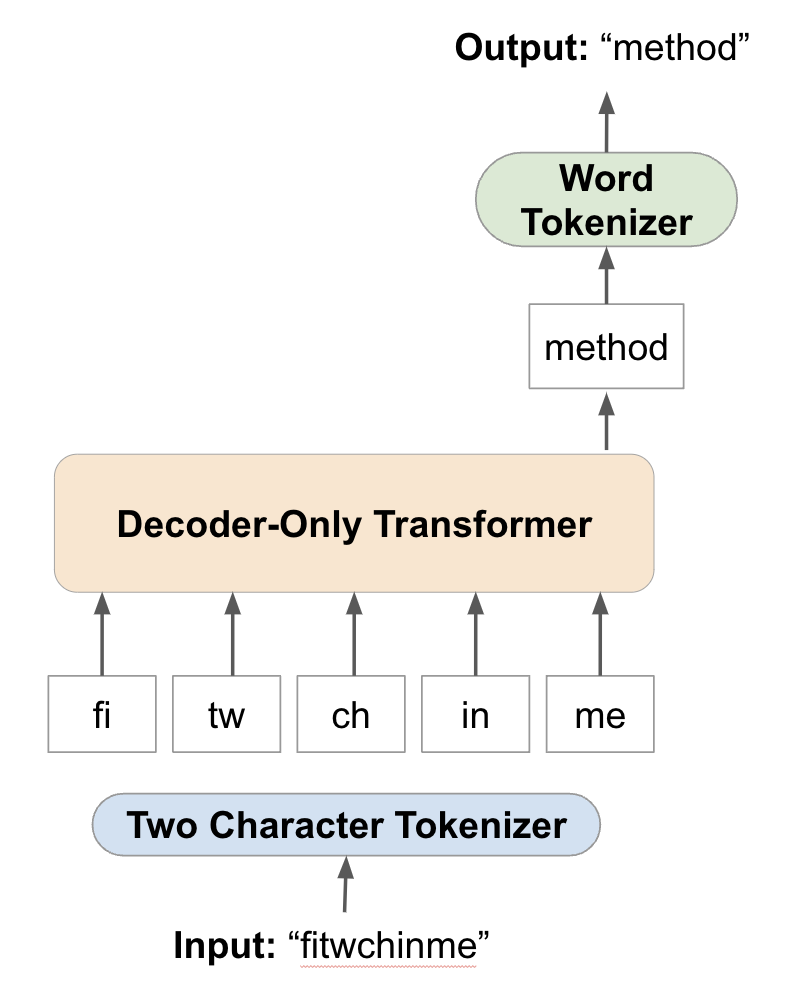 Output: “method”
Word
Tokenizer
method
Decoder-Only Transformer
fi
tw
ch
in
me
Two Character Tokenizer
Input: “fitwchinme”